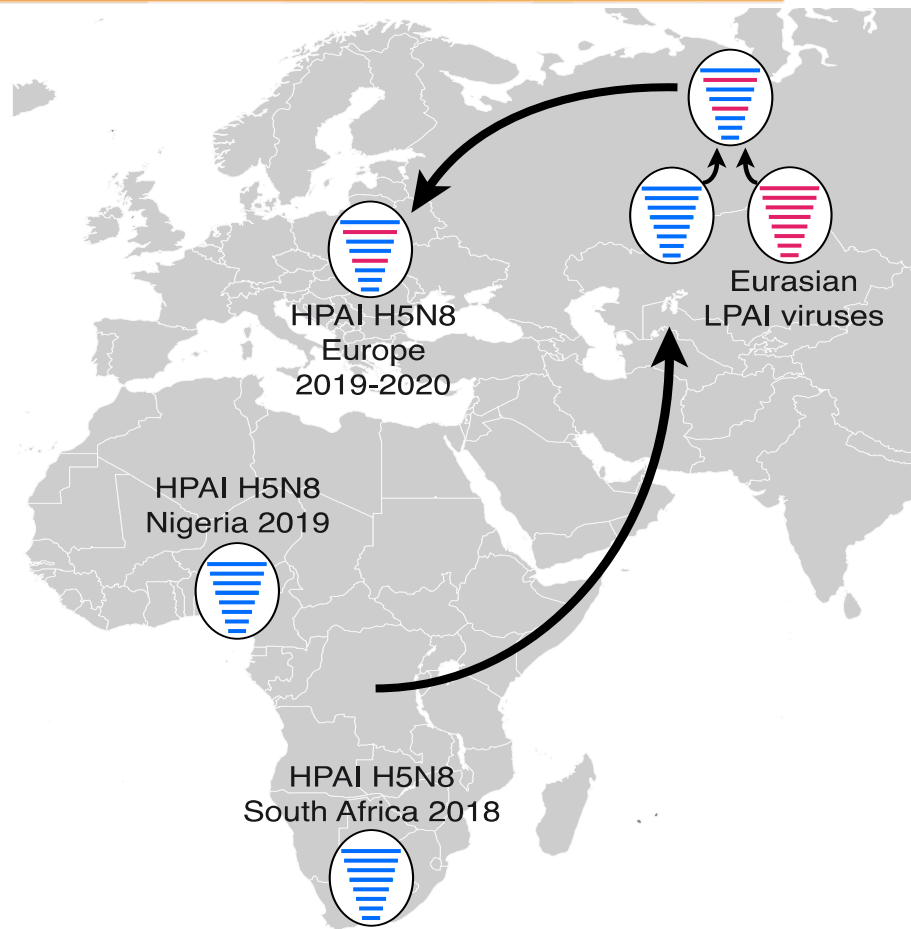 Eurasian
LPAI viruses
HPAI H5N8
Europe
2019-2020
HPAI H5N8
Nigeria 2019
HPAI H5N8
South Africa 2018